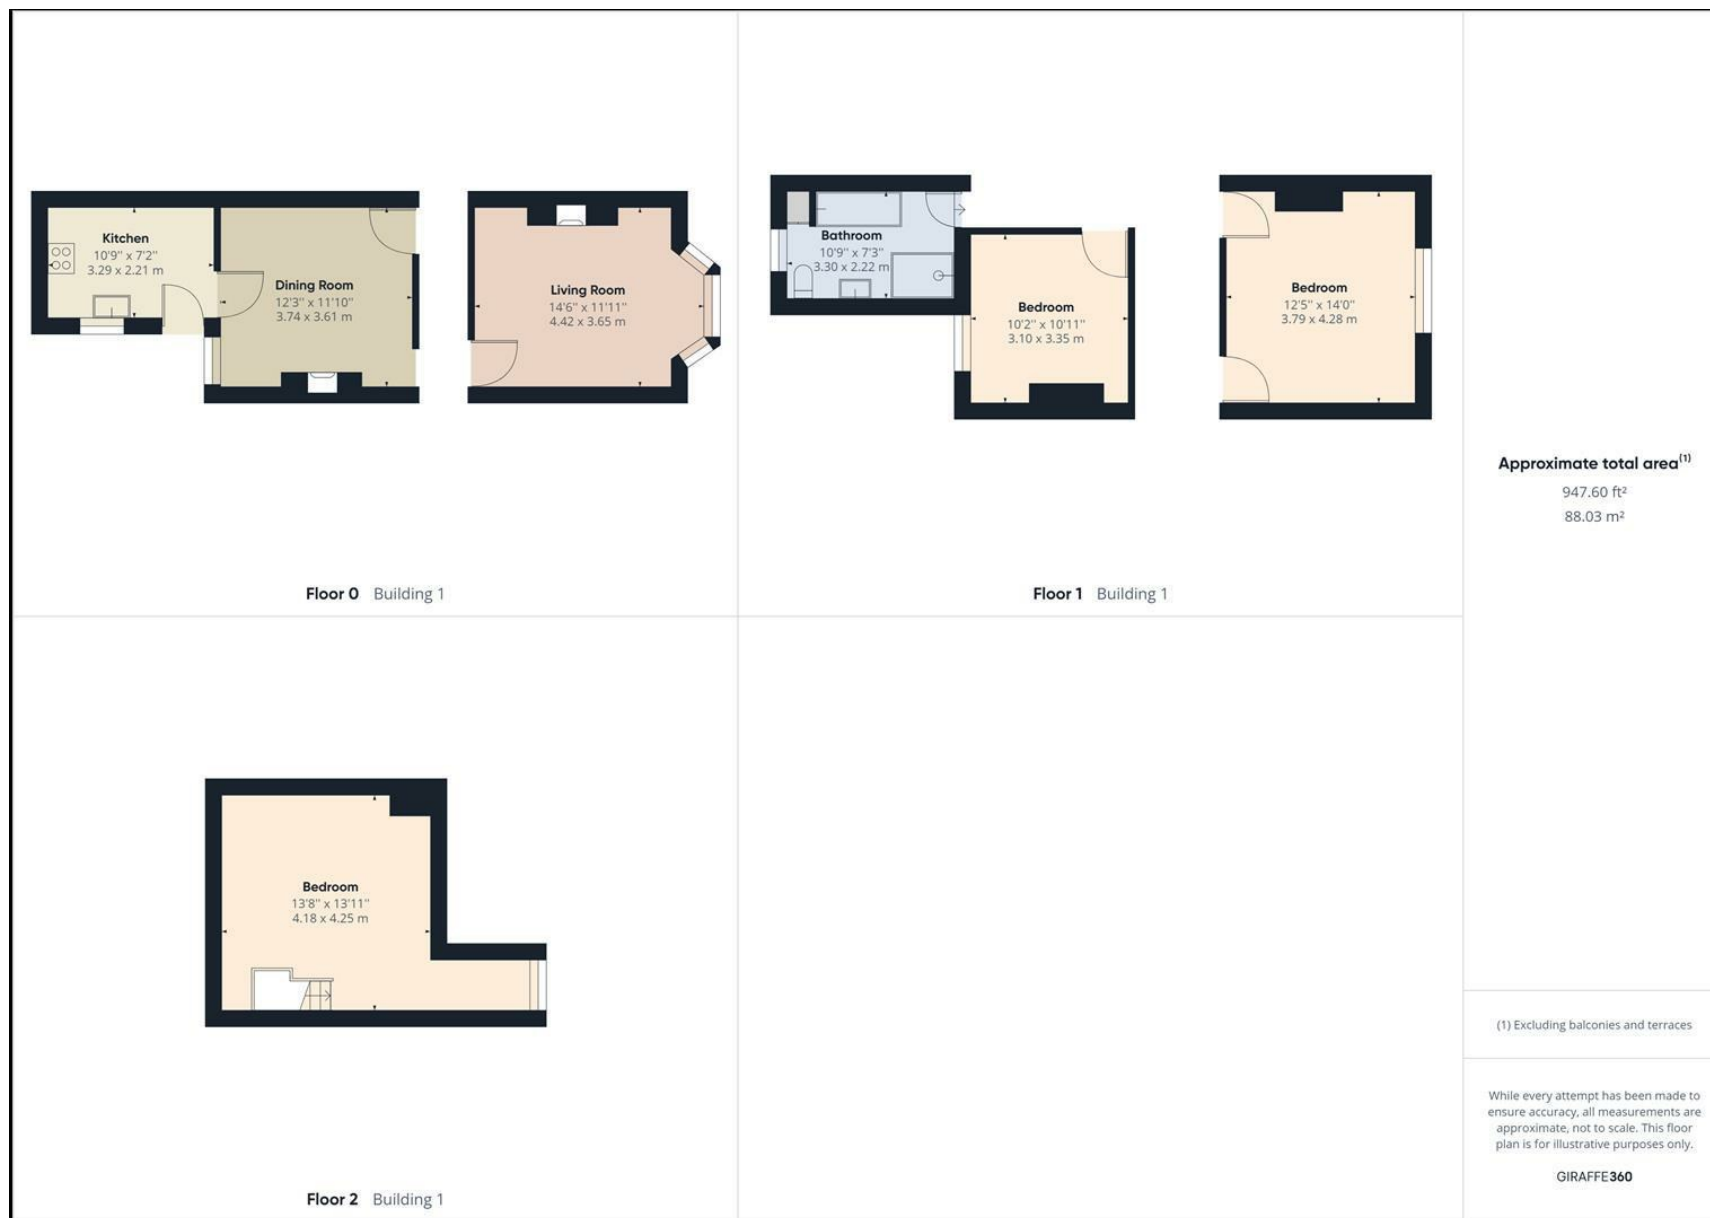 Kitchen
10'9" x 7'2"
3.29 x 2.21 m
Dining Room
12'3" x 11'10"
3.74 x 3.61 m
Living Room
14'6" x 11'11"
4.42 x 3.65 m
Floor 0 Building 1
Bathroom
10'9" x 7'3"
3.30 x 2.22 m
Bedroom
10'2" x 10'11"
3.10 x 3.35 m
Bedroom
12'5" x 14'0"
3.79 x 4.28 m
Floor 1 Building 1
Bedroom
13'8" x 13'11"
4.18 x 4.25 m
Floor 2 Building 1
Approximate total area(1)
947.60 ft²
88.03 m²
(1) Excluding balconies and terraces
While every attempt has been made to
ensure accuracy, all measurements are
approximate, not to scale. This floor
plan is for illustrative purposes only.
GIRAFFE360